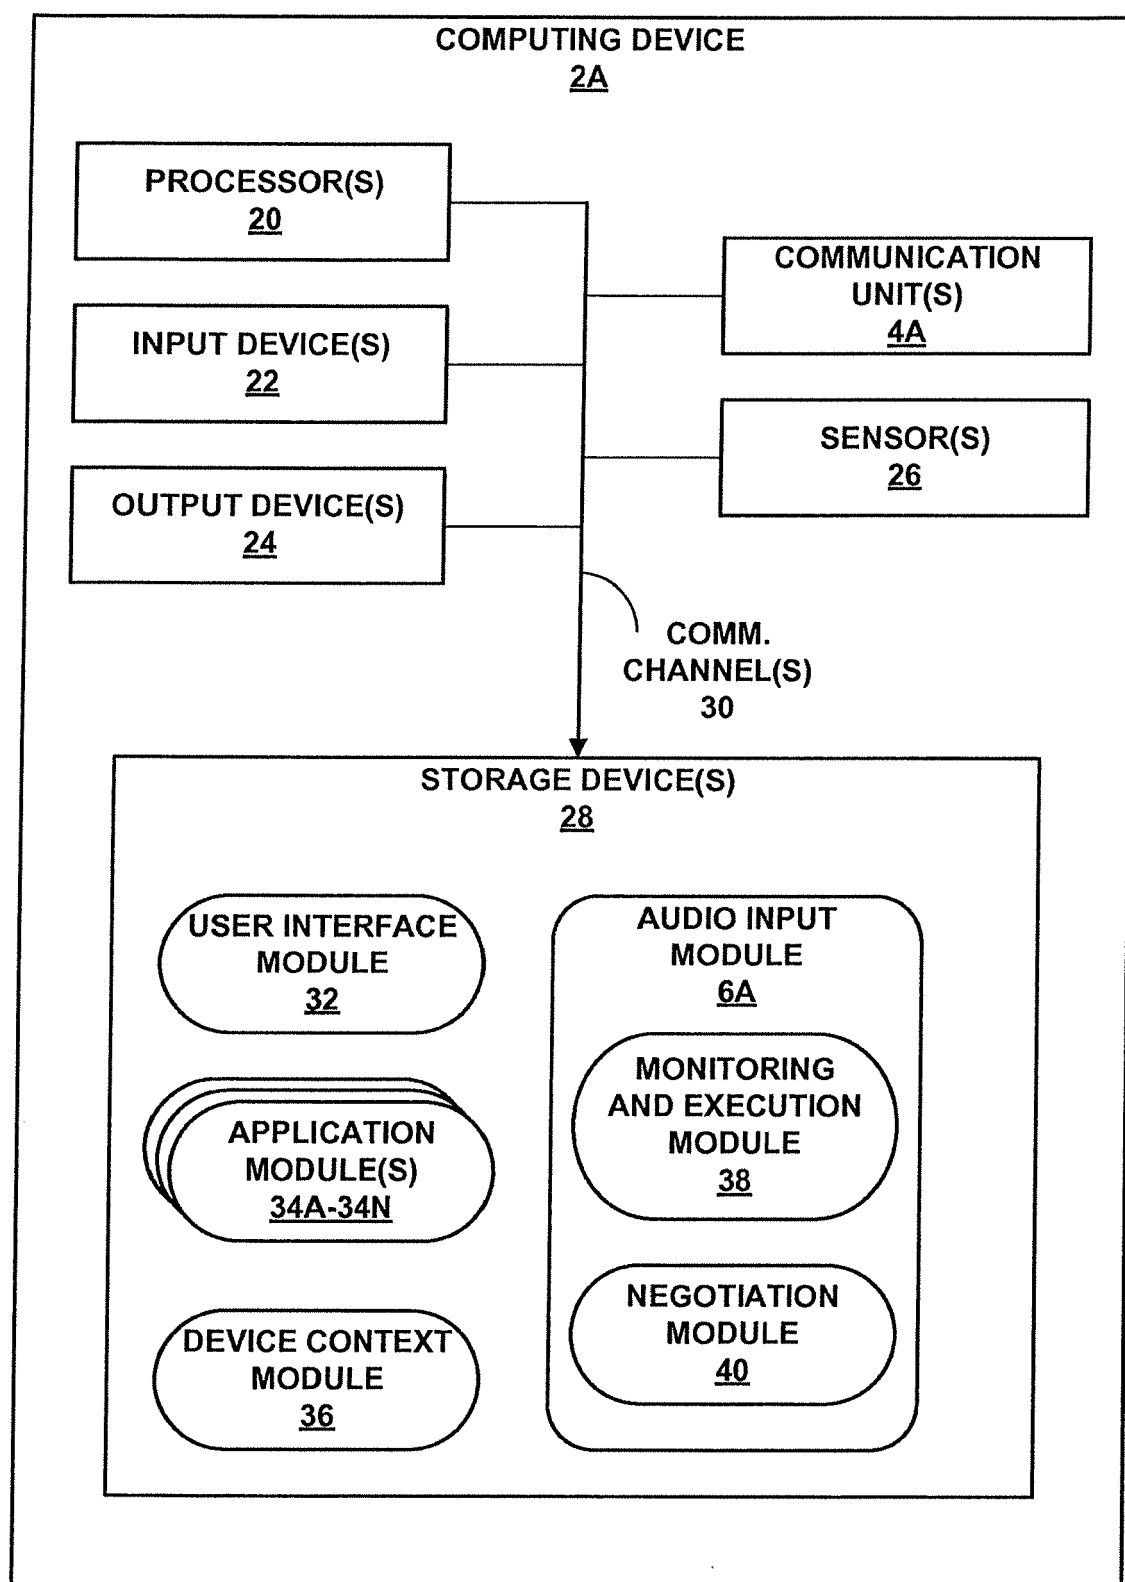 COMPUTING DEVICE
2A
PROCESSOR(S)
20
COMMUNICATION
UNIT(S)
4A
INPUT DEVICE(S)
22
SENSOR(S)
26
OUTPUT DEVICE(S)
24
COMM.
CHANNEL(S)
30
STORAGE DEVICE(S)
28
USER INTERFACE
MODULE
32
APPLICATION
MODULE(S)
34A-34N
DEVICE CONTEXT
MODULE
36
AUDIO INPUT
MODULE
6A
MONITORING
AND EXECUTION
MODULE
38
NEGOTIATION
MODULE
40